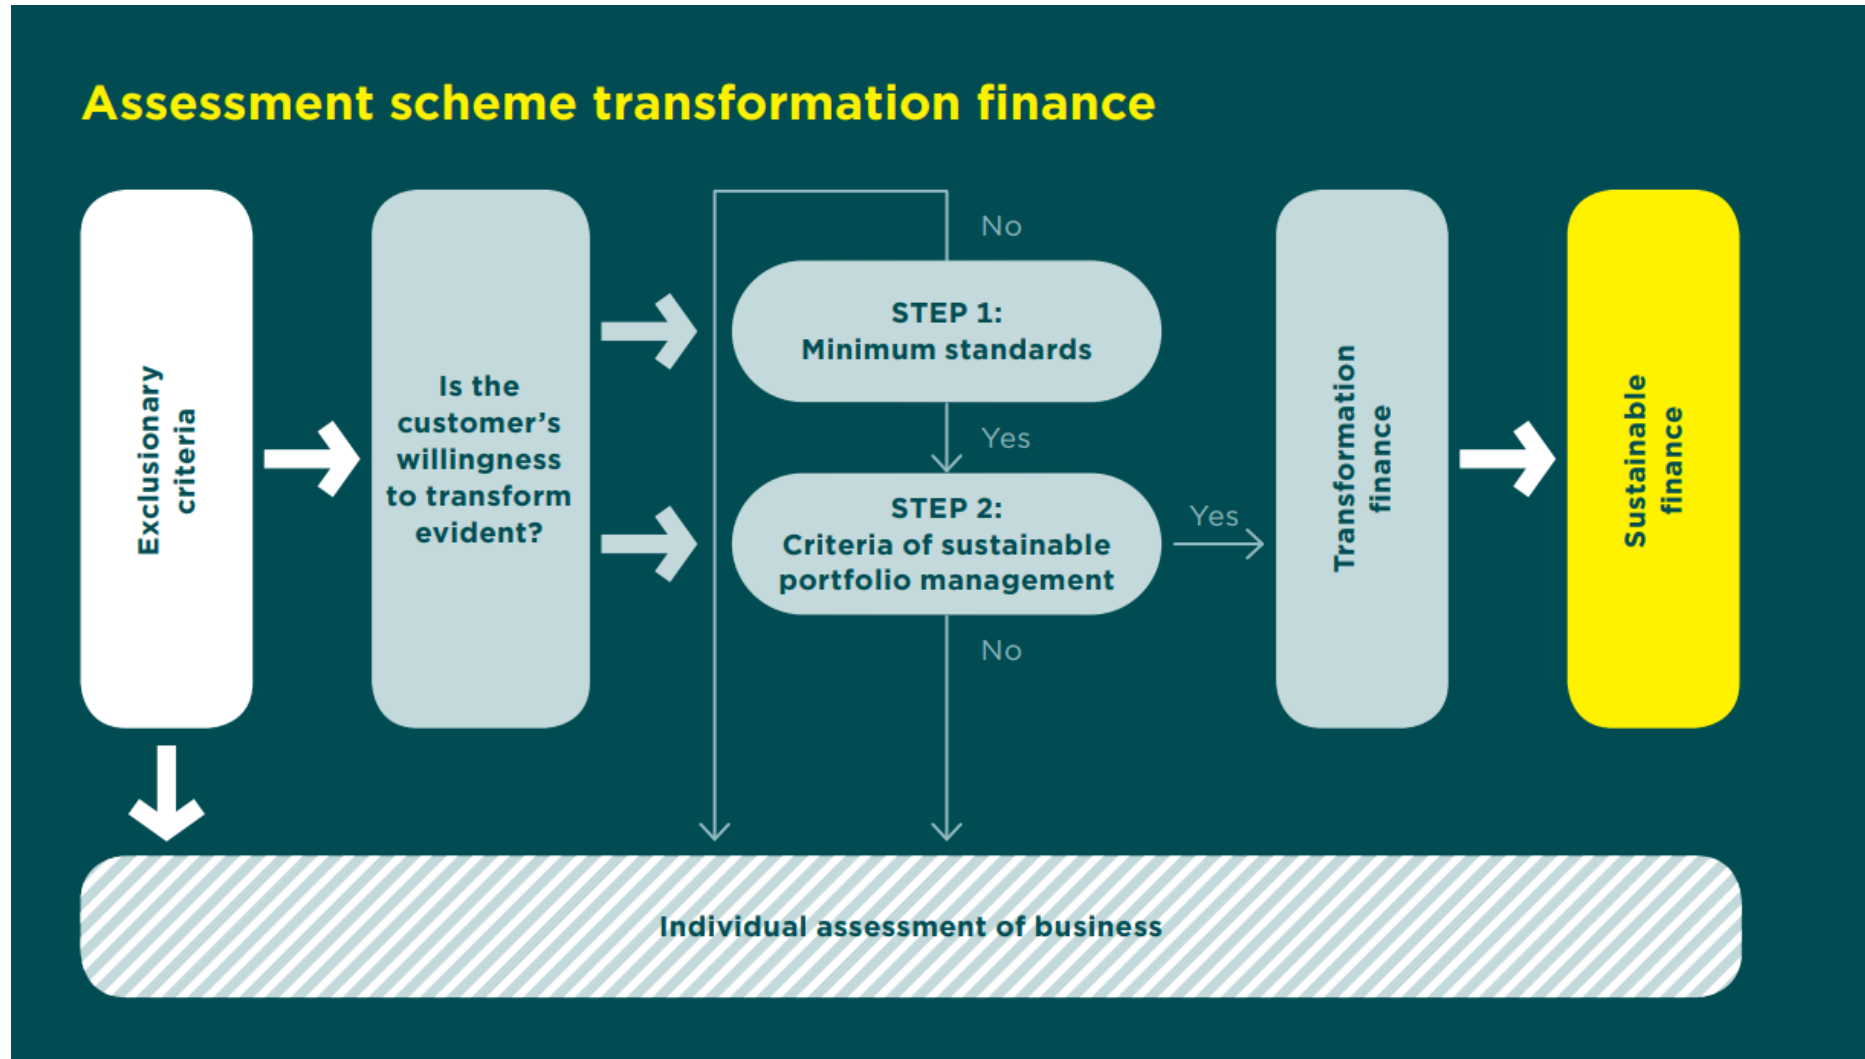 Assessment scheme transformation finance
Exclusionary
criteria
Is the
customer’s
willingness
to transform
evident?
No
STEP 1:
Minimum standards
Yes
STEP 2:
Criteria of sustainable
portfolio management
Yes
No
Transformation
finance
Sustainable
finance
Individual assessment of business